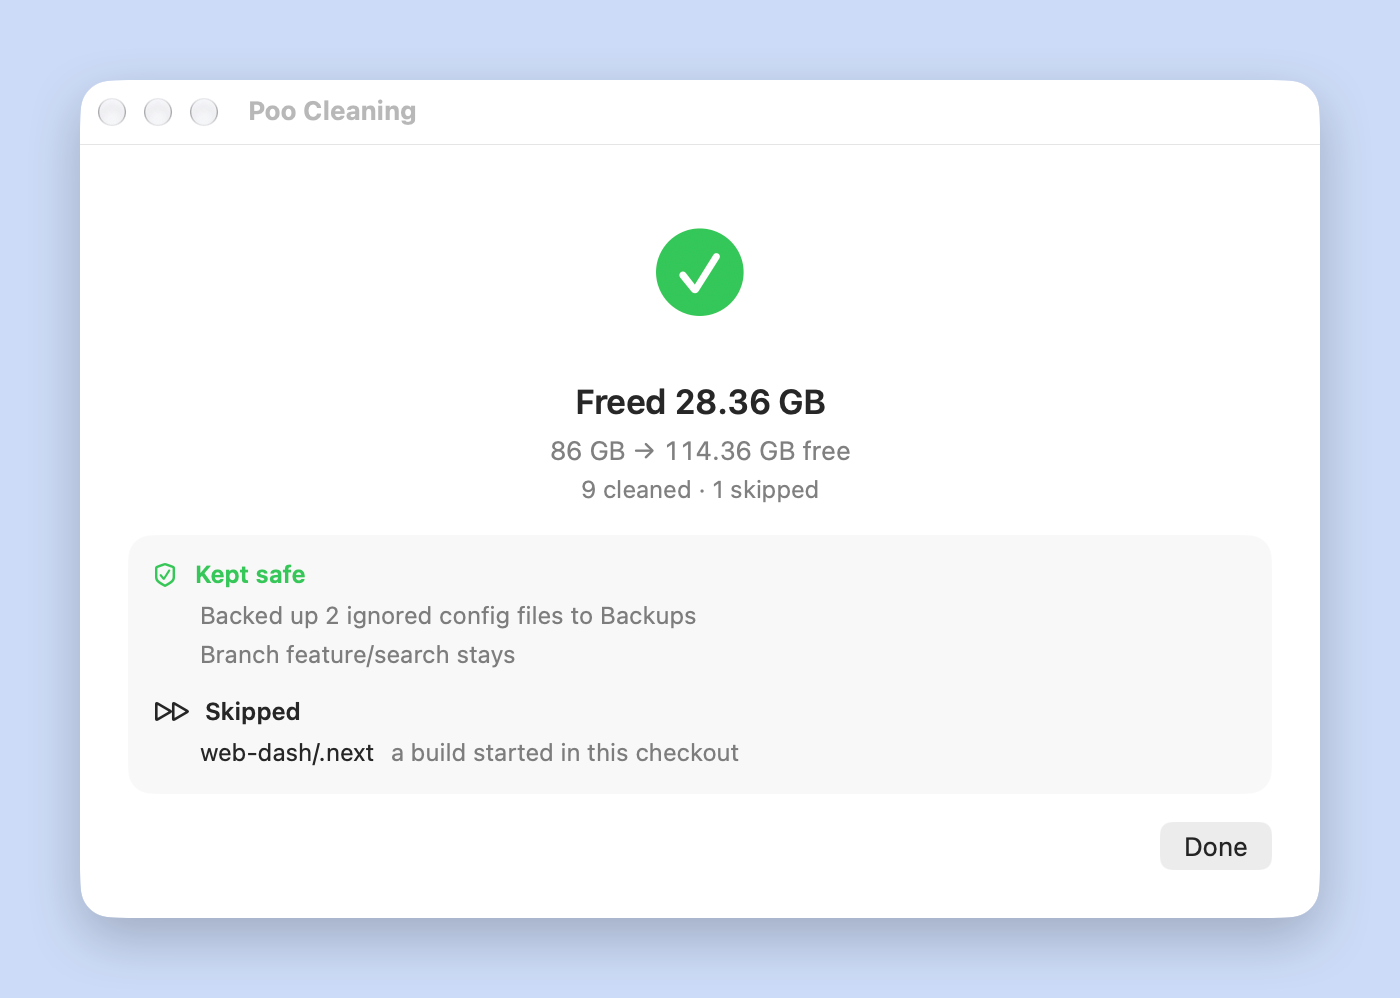 Poo Cleaning
Freed 28.36 GB
86 GB → 114.36 GB free
9 cleaned · 1 skipped
Kept safe
Backed up 2 ignored config files to Backups
Branch feature/search stays
Skipped
web-dash/.next a build started in this checkout
Done